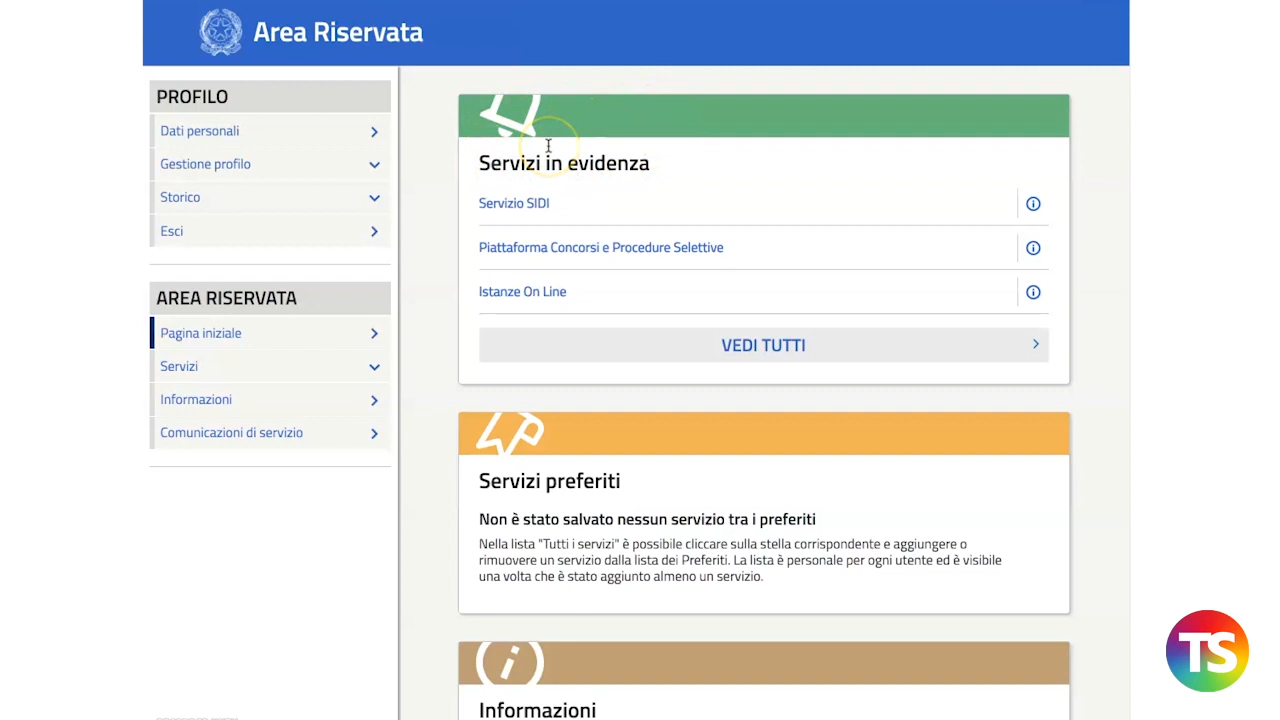 Area Riservata
PROFILO
Dati personali
Gestione profilo
Storico
Esci
AREA RISERVATA
Pagina iniziale
Servizi
Informazioni
Comunicazioni di servizio
Servizi in evidenza
Servizio SIDI
Piattaforma Concorsi e Procedure Selettive
Istanze On Line
VEDI TUTTI
Servizi preferiti
Non è stato salvato nessun servizio tra i preferiti
Nella lista "Tutti i servizi" è possibile cliccare sulla stella corrispondente e aggiungere o
rimuovere un servizio dalla lista dei Preferiti. La lista è personale per ogni utente ed è visibile
una volta che è stato aggiunto almeno un servizio.
Informazioni
TS